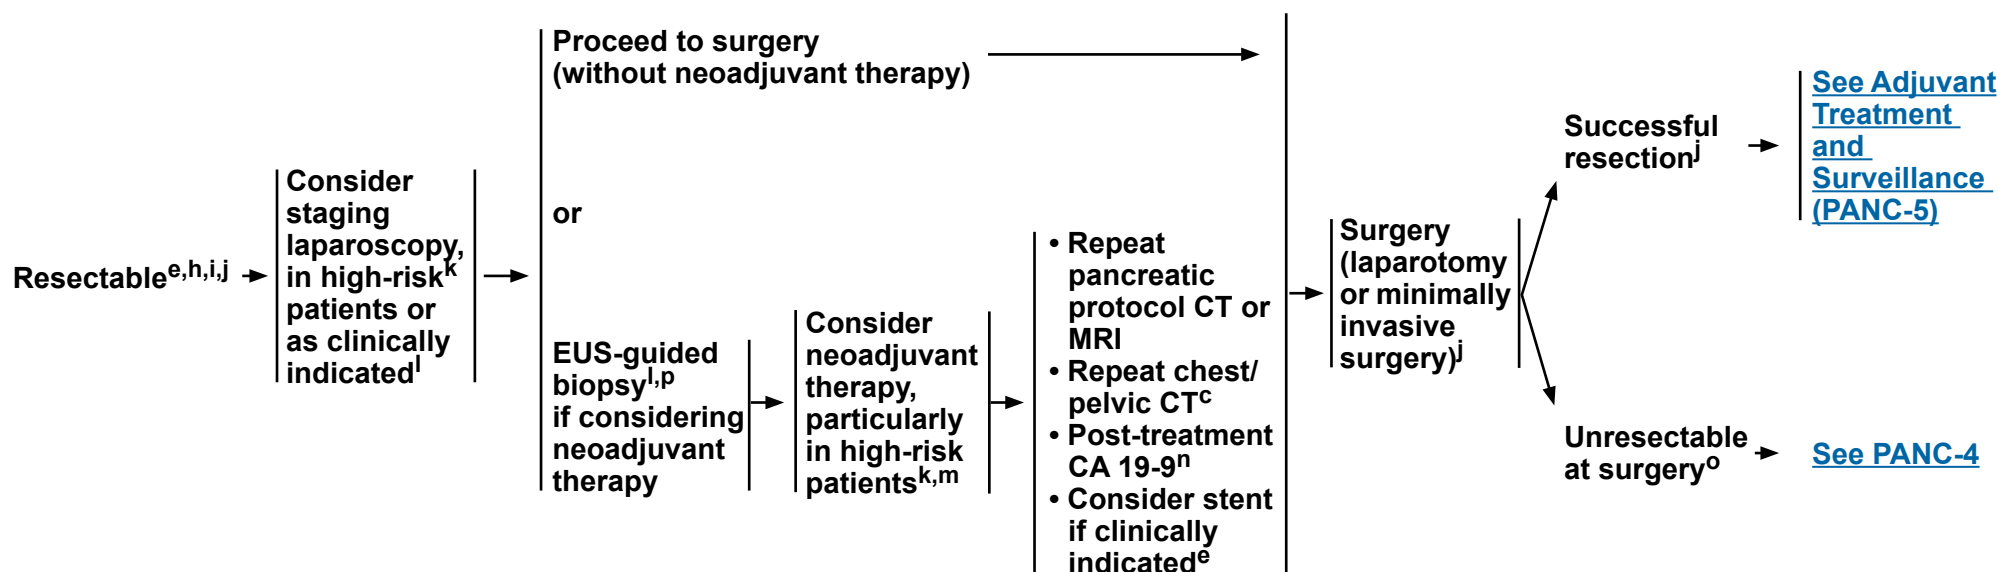 Resectablee,h,i,j
Consider
staging
laparoscopy,
in high-riskk
patients or
as clinically
indicatedl
Proceed to surgery
(without neoadjuvant therapy)
or
EUS-guided
biopsyl,p
if considering
neoadjuvant
therapy
Consider
neoadjuvant
therapy,
particularly
in high-risk
patientsk,m
• Repeat
pancreatic
protocol CT or
MRI
• Repeat chest/
pelvic CTc
• Post-treatment
CA 19-9n
• Consider stent
if clinically
indicatede
Surgery
(laparotomy
or minimally
invasive
surgery)j
Successful
resectionj
See Adjuvant
Treatment
and
Surveillance
(PANC-5)
Unresectable
at surgeryo
See PANC-4